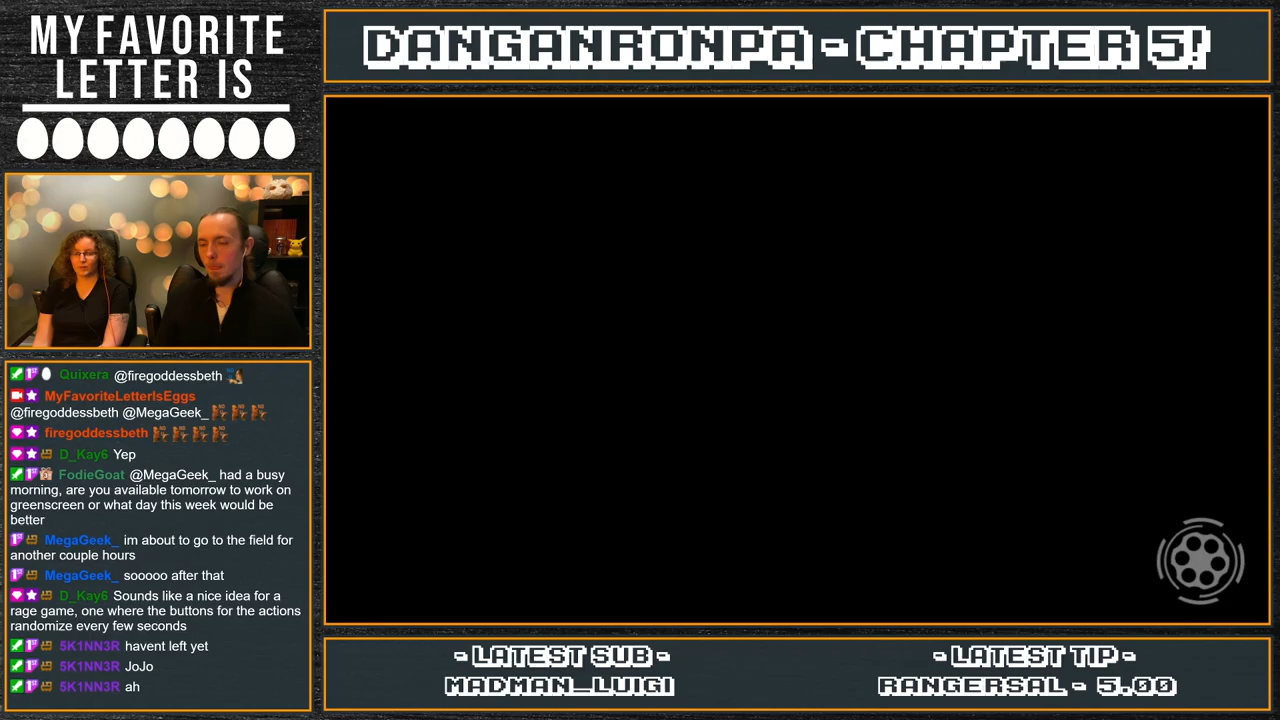 MY FAVORITE
LETTER IS
DANGANRONPA - CHAPTER 5!
Quixera @firegoddessbeth
MyFavoriteLetterIsEggs
@firegoddessbeth @MegaGeek_
firegoddessbeth
D_Kay6 Yep
FodieGoat @MegaGeek_ had a busy
morning, are you available tomorrow to work on
greenscreen or what day this week would be
better
MegaGeek_ im about to go to the field for
another couple hours
MegaGeek_ sooooo after that
D_Kay6 Sounds like a nice idea for a
rage game, one where the buttons for the actions
randomize every few seconds
5K1NN3R havent left yet
5K1NN3R JoJo
5K1NN3R ah
- LATEST SUB -
MADMAN_LUIGI
- LATEST TIP -
RANGERSAL - 5.00